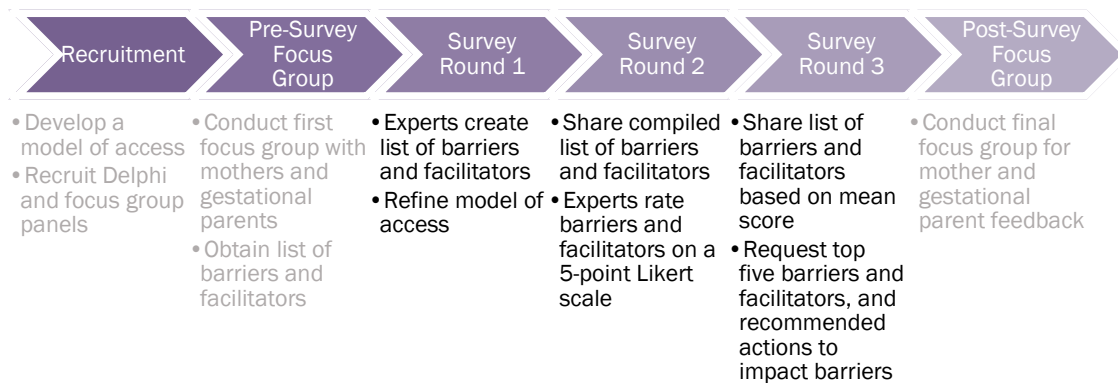 Recruitment
Pre-Survey
Focus
Group
Survey
Round 1
Survey
Round 2
Survey
Round 3
Post-Survey
Focus
Group
• Develop a
model of access
• Recruit Delphi
and focus group
panels
• Conduct first
focus group with
mothers and
gestational
parents
• Obtain list of
barriers and
facilitators
• Experts create
list of barriers
and facilitators
• Refine model of
access
• Share compiled
list of barriers
and facilitators
• Experts rate
barriers and
facilitators on a
5-point Likert
scale
• Share list of
barriers and
facilitators
based on mean
score
• Request top
five barriers and
facilitators, and
recommended
actions to
impact barriers
• Conduct final
focus group for
mother and
gestational
parent feedback